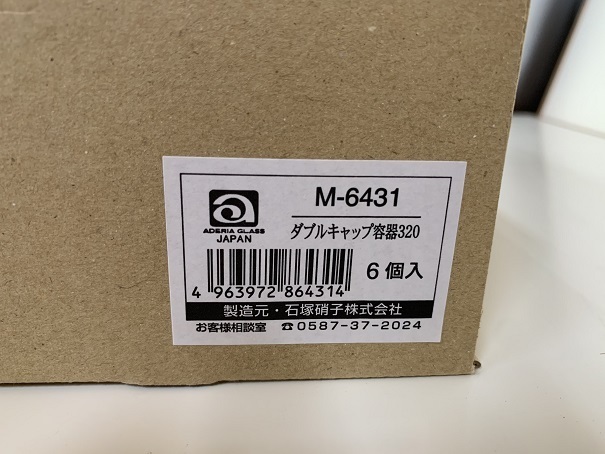 ADERIA GLASS
JAPAN
M-6431
ダブルキャップ容器320
6個入
4 963972 864314
製造元・石塚硝子株式会社
お客様相談室 ☎0587-37-2024